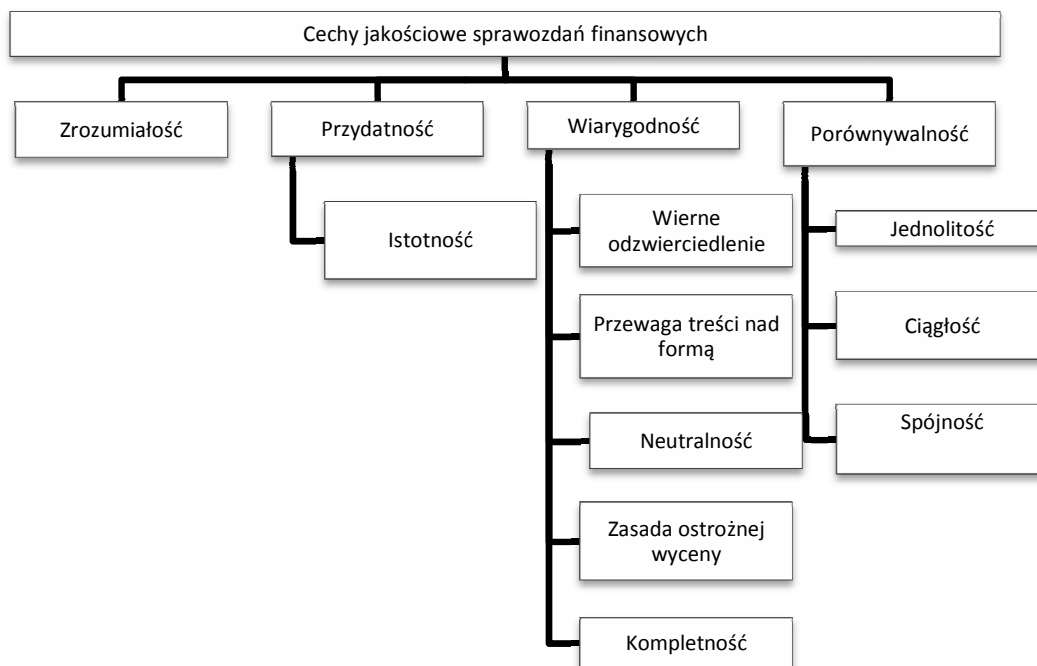 Cechy jakościowe sprawozdań finansowych
Zrozumiałość
Przydatność
Wiarygodność
Porównywalność
Istotność
Wierne
odzwierciedlenie
Przewaga treści nad
formą
Neutralność
Zasada ostrożnej
wyceny
Kompletność
Jednolitość
Ciągłość
Spójność